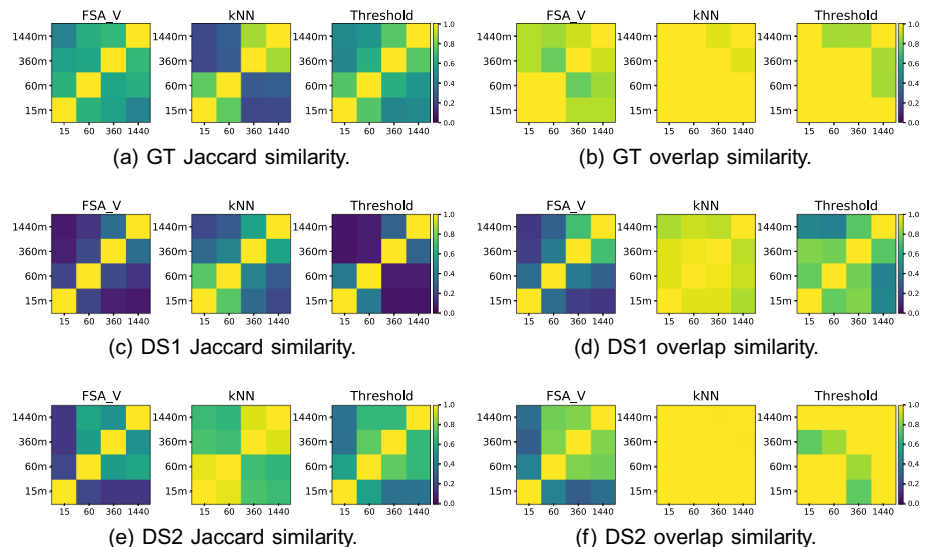 FSA_V kNN Threshold FSA_V kNN Threshold
1440m 1.0 1440m 1.0
0.8 0.8
360m 360m
0.6 0.6
60m 0.4 60m 0.4
0.2 0.2
15m 15m
0.0 0.0
15 60 360 1440 15 60 360 1440 15 60 360 1440 15 60 360 1440 15 60 360 1440 15 60 360 1440
(a) GT Jaccard similarity. (b) GT overlap similarity.
FSA_V kNN Threshold FSA_V kNN Threshold
1440m 1.0 1440m 1.0
0.8 0.8
360m 360m
0.6 0.6
60m 0.4 60m 0.4
0.2 0.2
15m 15m
0.0 0.0
15 60 360 1440 15 60 360 1440 15 60 360 1440 15 60 360 1440 15 60 360 1440 15 60 360 1440
(c) DS1 Jaccard similarity. (d) DS1 overlap similarity.
FSA_V kNN Threshold FSA_V kNN Threshold
1440m 1.0 1440m 1.0
0.8 0.8
360m 360m
0.6 0.6
60m 0.4 60m 0.4
0.2 0.2
15m 15m
0.0 0.0
15 60 360 1440 15 60 360 1440 15 60 360 1440 15 60 360 1440 15 60 360 1440 15 60 360 1440
(e) DS2 Jaccard similarity. (f) DS2 overlap similarity.